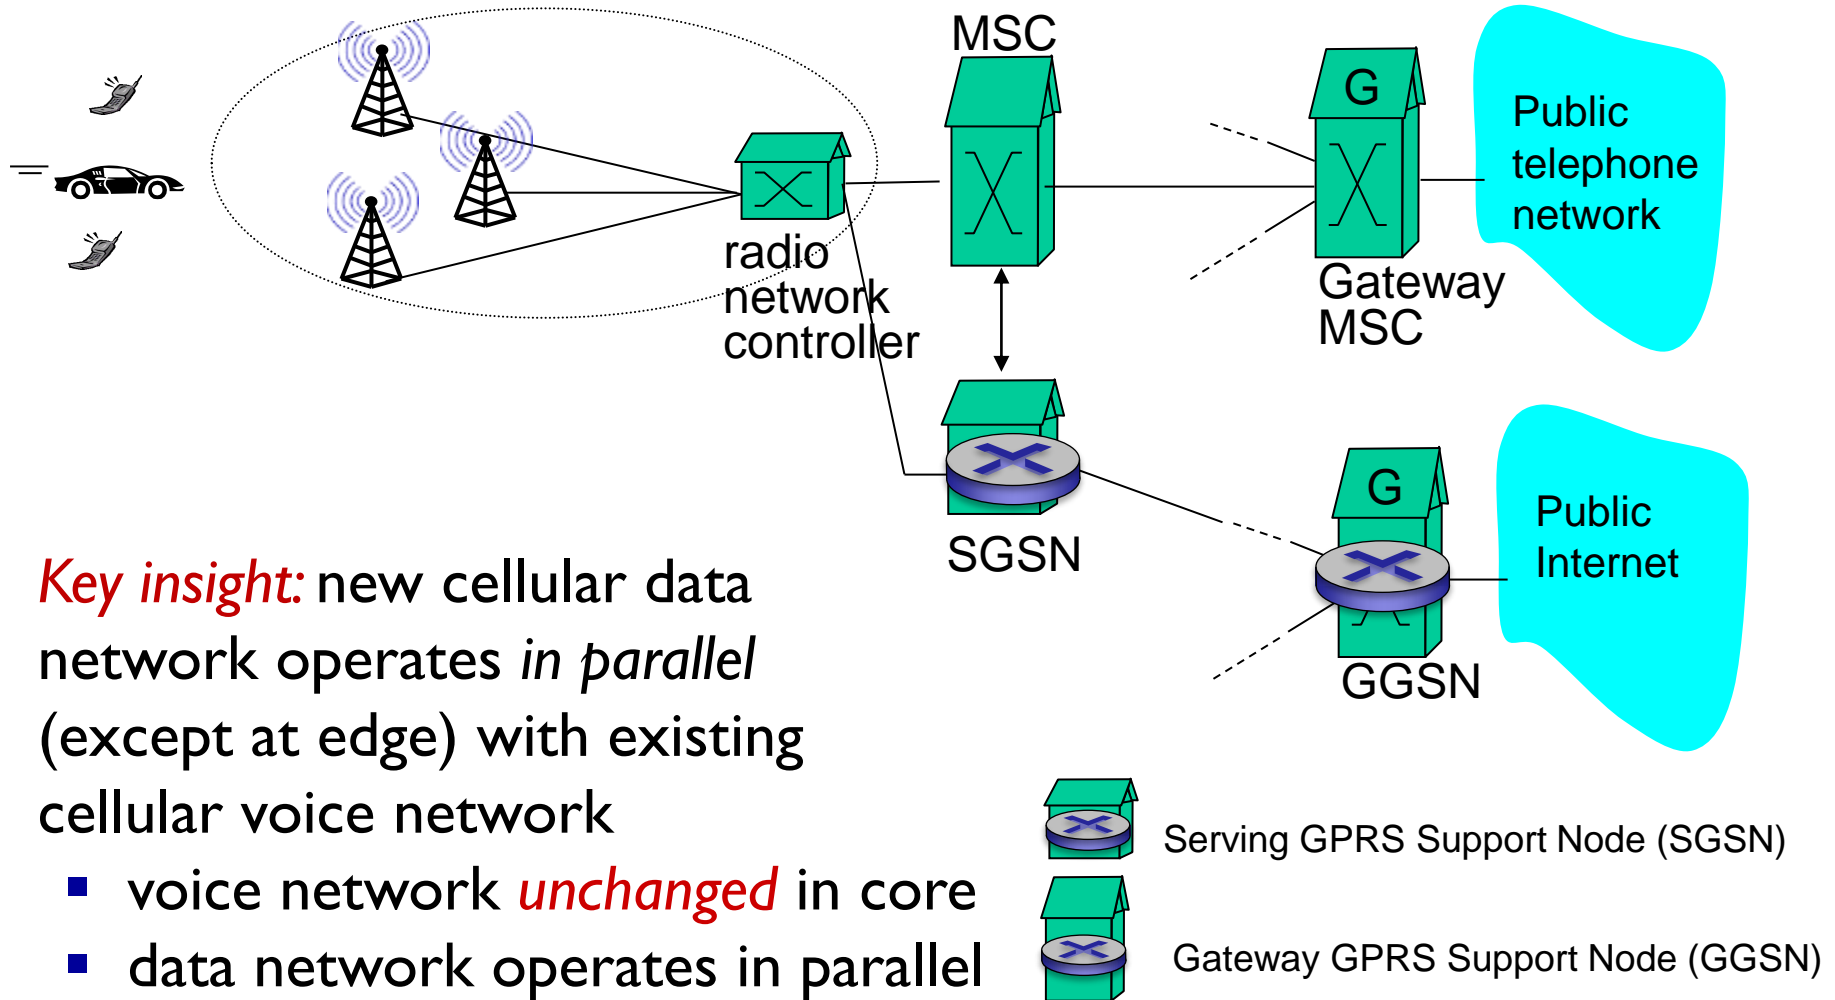 MSC
G
Public
telephone
network
radio
network
controller
Gateway
MSC
G
Public
Internet
SGSN
GGSN
Key insight: new cellular data
network operates in parallel
(except at edge) with existing
cellular voice network
▪ voice network unchanged in core
▪ data network operates in parallel
Serving GPRS Support Node (SGSN)
Gateway GPRS Support Node (GGSN)